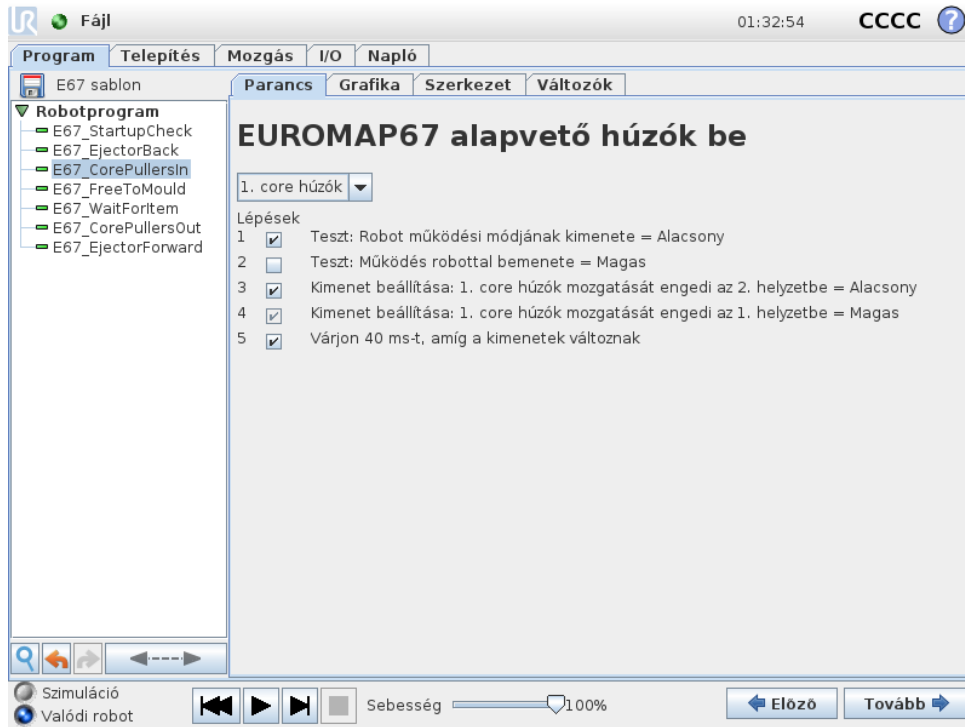 UR Fájl 01:32:54 CCCC ?
Program Telepítés Mozgás I/O Napló
E67 sablon
Parancs Grafika Szerkezet Változók
Robotprogram
E67_StartupCheck
E67_EjectorBack
E67_CorePullersIn
E67_FreeToMould
E67_WaitForItem
E67_CorePullersOut
E67_EjectorForward
EUROMAP67 alapvető húzók be
1. core húzók
Lépések
1 Teszt: Robot működési módjának kimenete = Alacsony
2 Teszt: Működés robottal bemenete = Magas
3 Kimenet beállítása: 1. core húzók mozgatását engedi az 2. helyzetbe = Alacsony
4 Kimenet beállítása: 1. core húzók mozgatását engedi az 1. helyzetbe = Magas
5 Várjon 40 ms-t, amíg a kimenetek változnak
Szimuláció
Valódi robot
Sebesség 100%
Előző Tovább